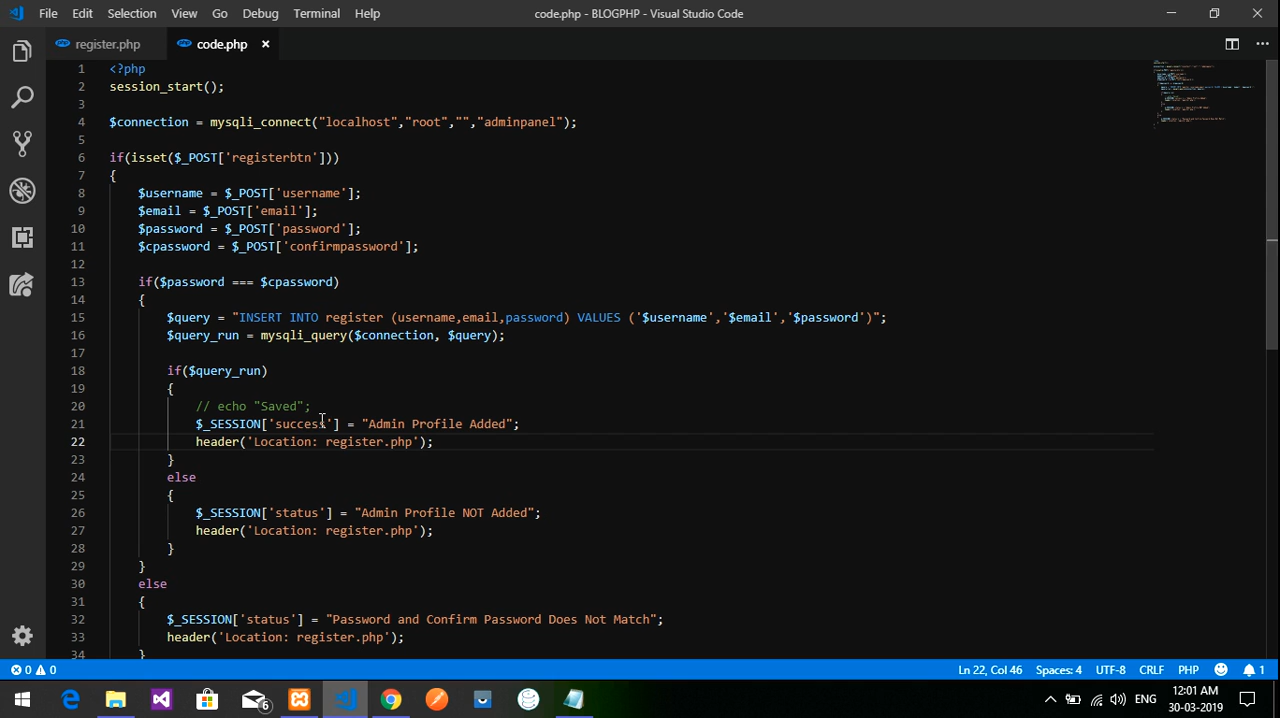 File Edit Selection View Go Debug Terminal Help code.php - BLOGPHP - Visual Studio Code
register.php code.php
1 <?php
2 session_start();
3
4 $connection = mysqli_connect("localhost","root","","adminpanel");
5
6 if(isset($_POST['registerbtn']))
7 {
8 $username = $_POST['username'];
9 $email = $_POST['email'];
10 $password = $_POST['password'];
11 $cpassword = $_POST['confirmpassword'];
12
13 if($password === $cpassword)
14 {
15 $query = "INSERT INTO register (username,email,password) VALUES ('$username','$email','$password')";
16 $query_run = mysqli_query($connection, $query);
17
18 if($query_run)
19 {
20 // echo "Saved";
21 $_SESSION['success'] = "Admin Profile Added";
22 header('Location: register.php');
23 }
24 else
25 {
26 $_SESSION['status'] = "Admin Profile NOT Added";
27 header('Location: register.php');
28 }
29 }
30 else
31 {
32 $_SESSION['status'] = "Password and Confirm Password Does Not Match";
33 header('Location: register.php');
34 }
0 0 Ln 22, Col 46 Spaces: 4 UTF-8 CRLF PHP 1
6 ENG 12:01 AM
30-03-2019